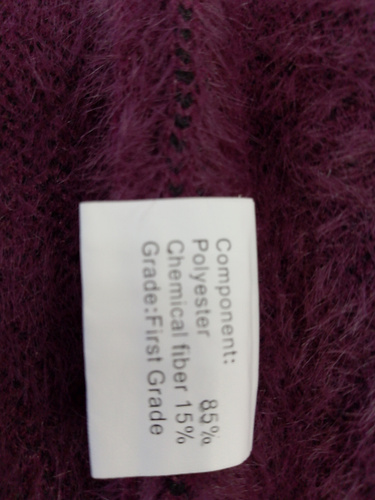 Component:
Polyester 85%
Chemical fiber 15%
Grade:First Grade